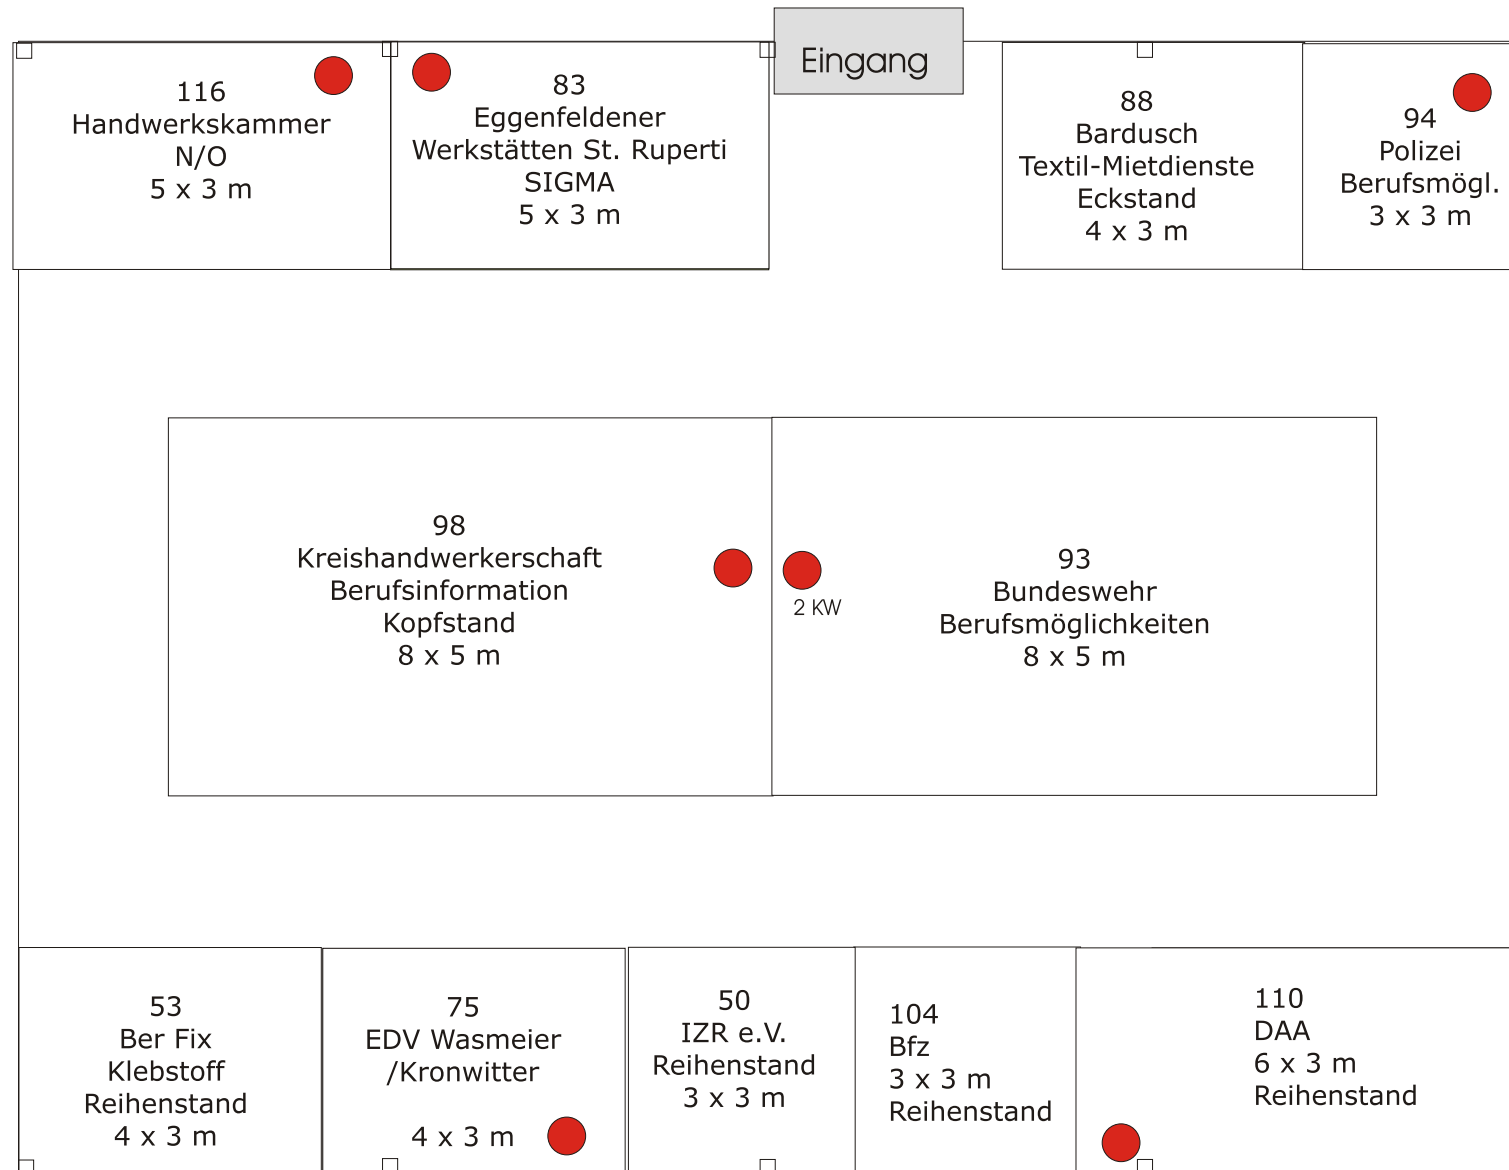 Eingang
116
Handwerkskammer
N/O
5 x 3 m
83
Eggenfeldener
Werkstätten St. Ruperti
SIGMA
5 x 3 m
88
Bardusch
Textil-Mietdienste
Eckstand
4 x 3 m
94
Polizei
Berufsmögl.
3 x 3 m
98
Kreishandwerkerschaft
Berufsinformation
Kopfstand
8 x 5 m
2 KW
93
Bundeswehr
Berufsmöglichkeiten
8 x 5 m
53
Ber Fix
Klebstoff
Reihenstand
4 x 3 m
75
EDV Wasmeier
/Kronwitter
4 x 3 m
50
IZR e.V.
Reihenstand
3 x 3 m
104
Bfz
3 x 3 m
Reihenstand
110
DAA
6 x 3 m
Reihenstand